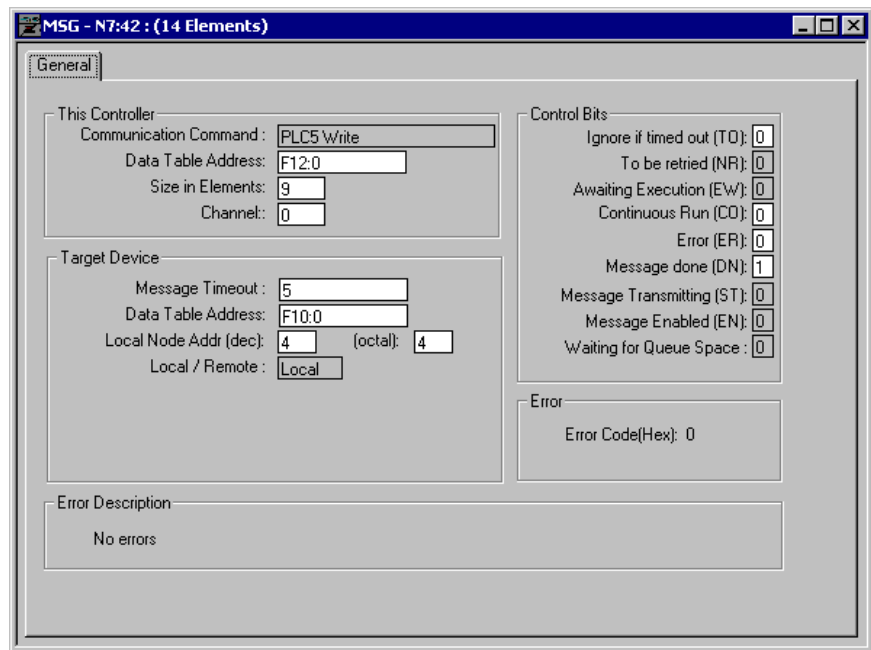 MSG - N7:42 : (14 Elements)
General
This Controller
Communication Command : PLC5 Write
Data Table Address: F12:0
Size in Elements: 9
Channel:: 0
Target Device
Message Timeout : 5
Data Table Address: F10:0
Local Node Addr (dec): 4 (octal): 4
Local / Remote : Local
Control Bits
Ignore if timed out (TO): 0
To be retried (NR): 0
Awaiting Execution (EW): 0
Continuous Run (CO): 0
Error (ER): 0
Message done (DN): 1
Message Transmitting (ST): 0
Message Enabled (EN): 0
Waiting for Queue Space : 0
Error
Error Code(Hex): 0
Error Description
No errors